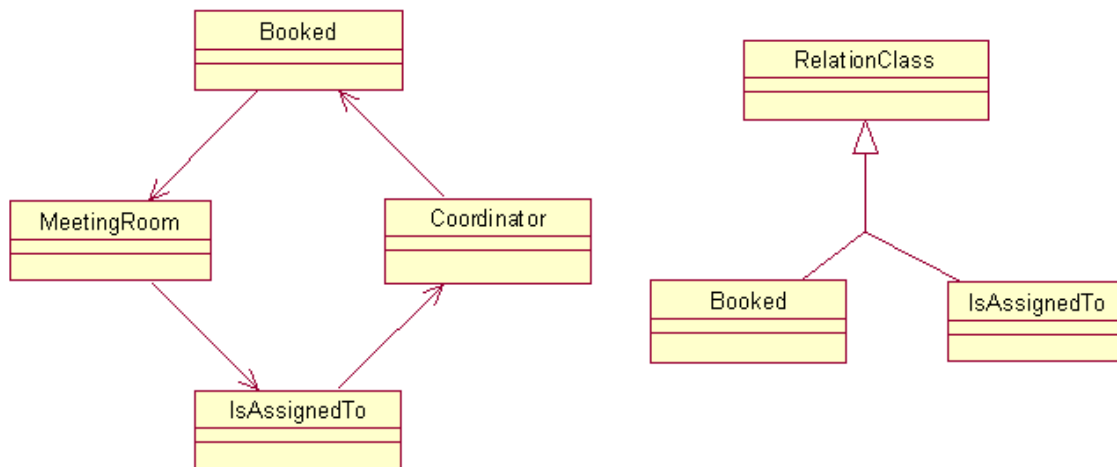 Booked
MeetingRoom
Coordinator
IsAssignedTo
RelationClass
Booked
IsAssignedTo